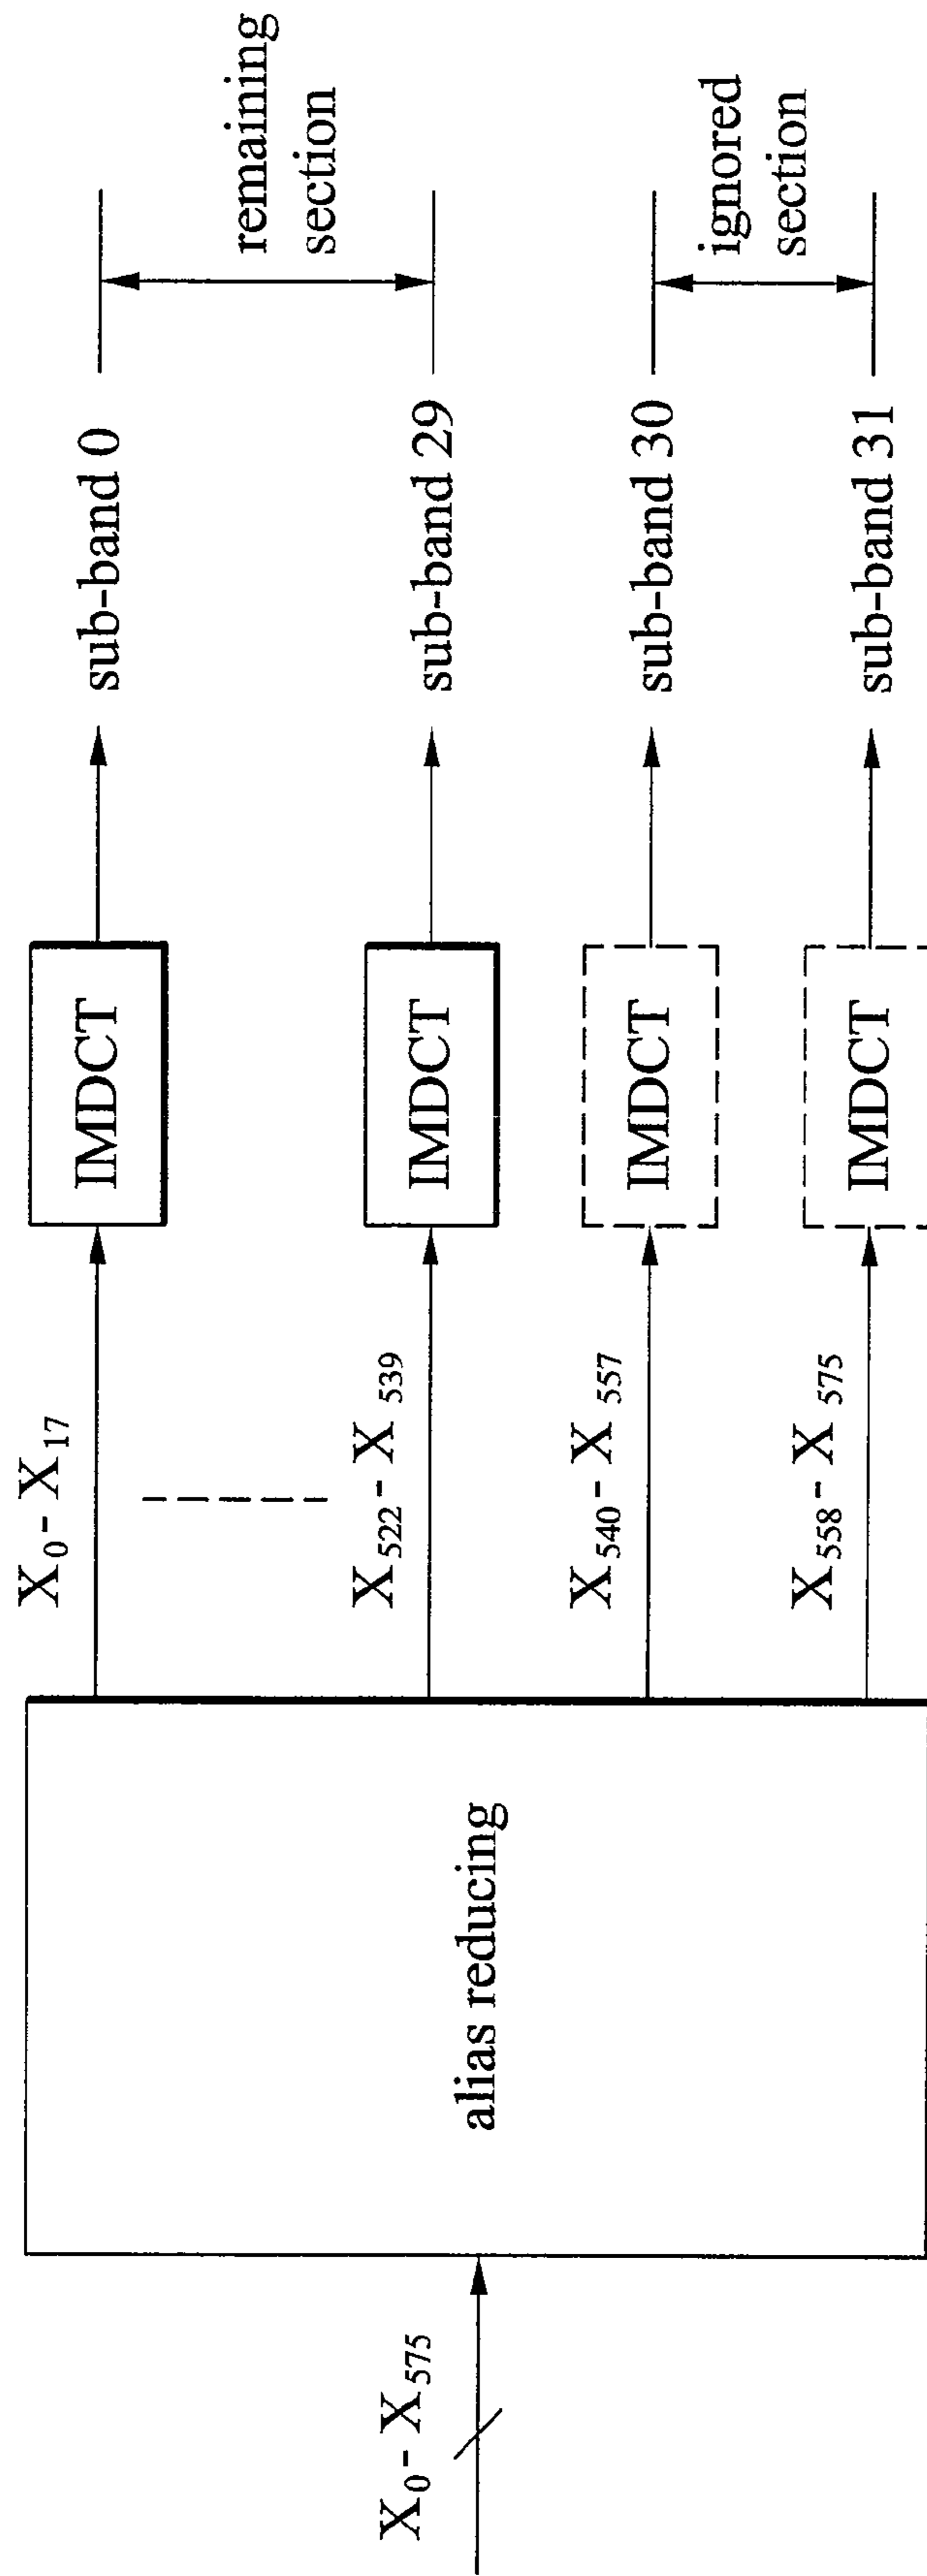 X0 - X575
alias reducing
X0 - X17
IMDCT
sub-band 0
X522 - X539
IMDCT
sub-band 29
remaining
section
X540 - X557
IMDCT
sub-band 30
X558 - X575
IMDCT
sub-band 31
ignored
section